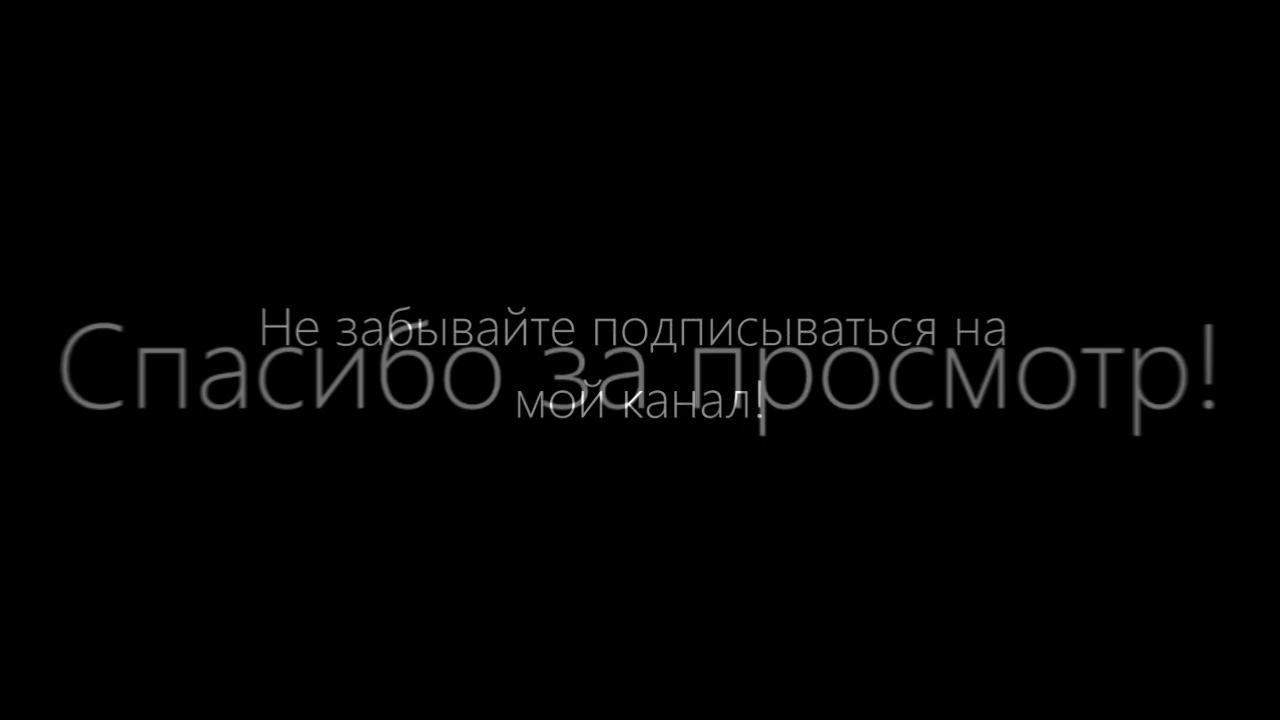 Не забывайте подписываться на
Спасибо за просмотр!
мой канал!